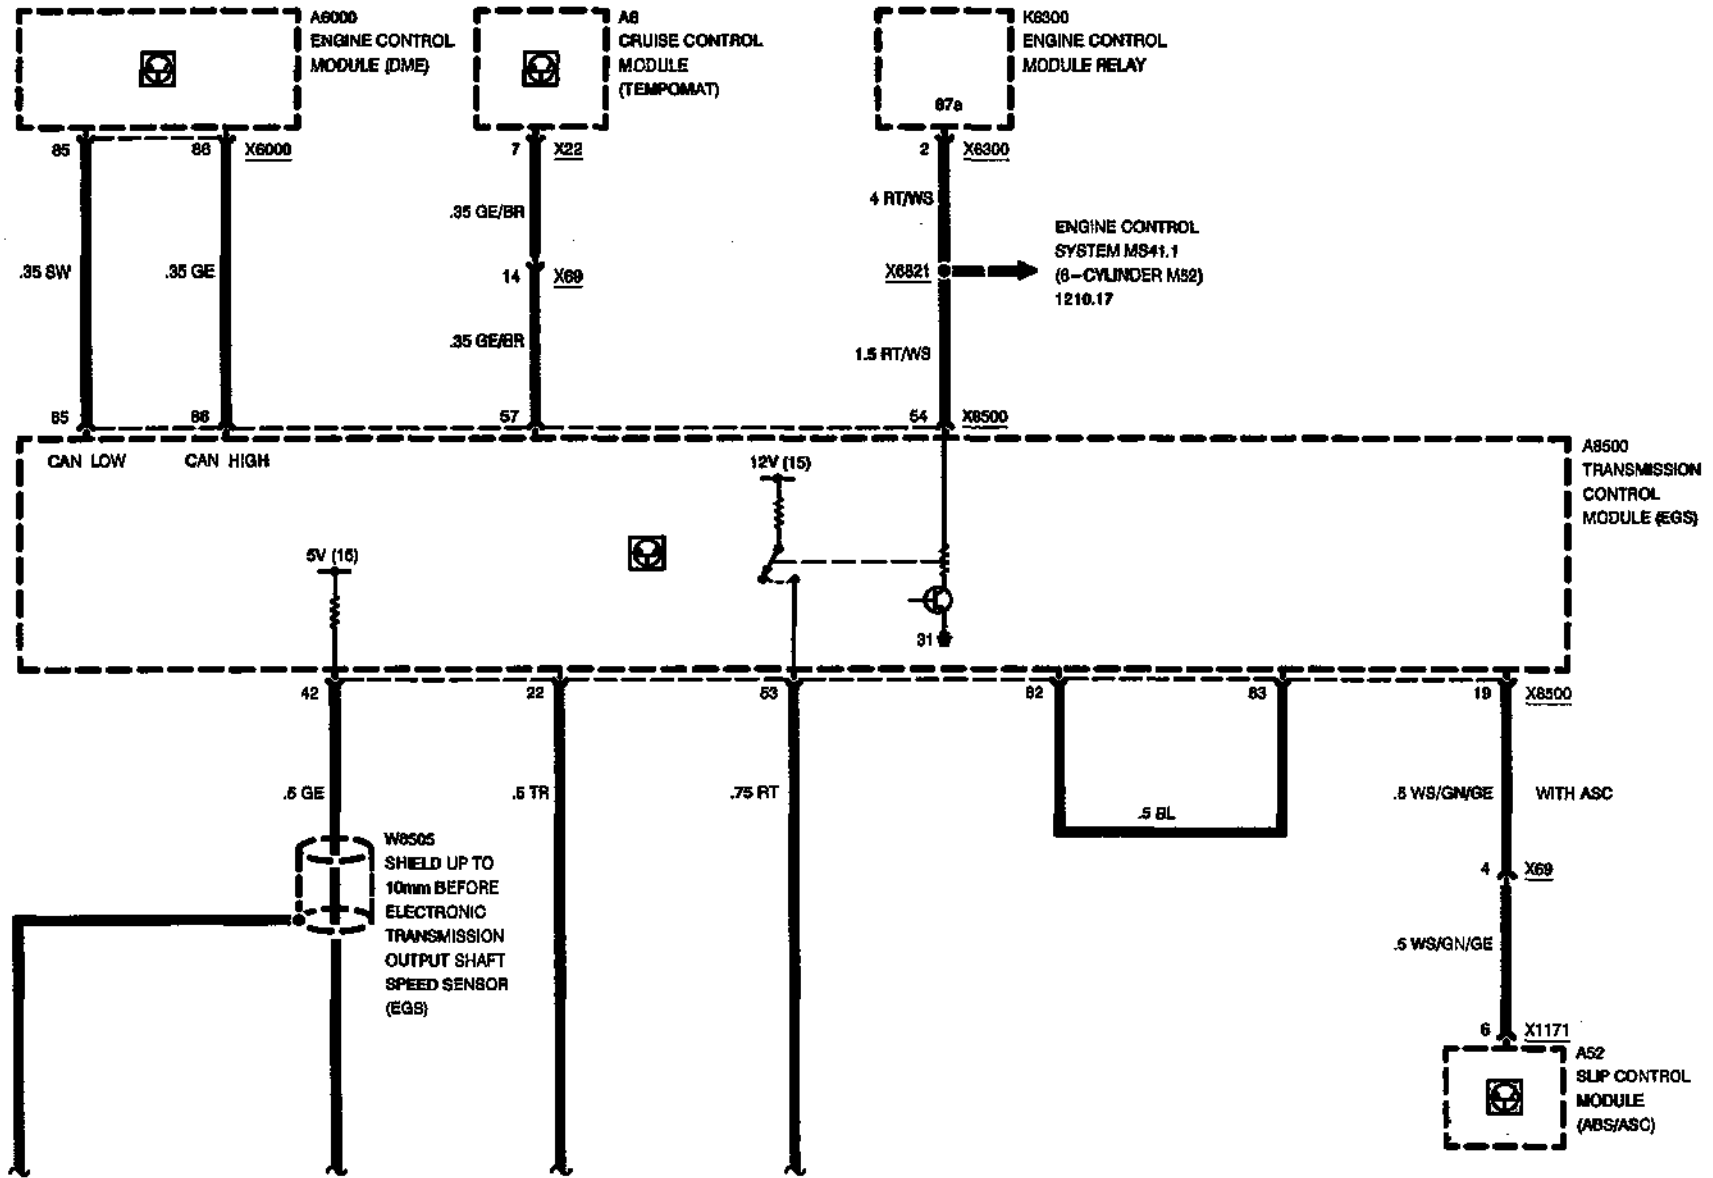 A6000
ENGINE CONTROL
MODULE (DME)
A8
CRUISE CONTROL
MODULE
(TEMPOMAT)
K6300
ENGINE CONTROL
MODULE RELAY
87a
85
86
X6000
7
X22
2
X6300
.35 SW
.35 GE
.35 GE/BR
14
X69
.35 GE/BR
4 RT/WS
X6821
ENGINE CONTROL
SYSTEM MS41.1
(6-CYLINDER M52)
1210.17
1.5 RT/WS
85
86
57
54
X8500
CAN LOW
CAN HIGH
12V (15)
5V (15)
31
A8500
TRANSMISSION
CONTROL
MODULE (EGS)
42
22
53
82
83
19
X8500
.5 GE
.5 TR
.75 RT
.5 BL
.5 WS/GN/GE
WITH ASC
W8505
SHIELD UP TO
10mm BEFORE
ELECTRONIC
TRANSMISSION
OUTPUT SHAFT
SPEED SENSOR
(EGS)
4
X69
.5 WS/GN/GE
6
X1171
A52
SLIP CONTROL
MODULE
(ABS/ASC)